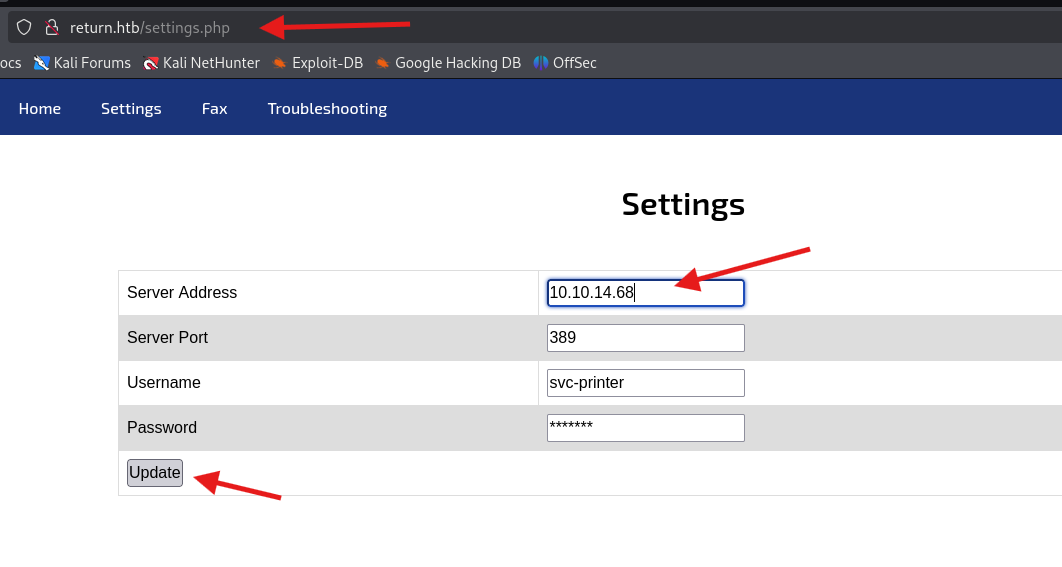 return.htb/settings.php
ocs Kali Forums Kali NetHunter Exploit-DB Google Hacking DB OffSec
Home Settings Fax Troubleshooting
Settings
Server Address 10.10.14.68
Server Port 389
Username svc-printer
Password *******
Update